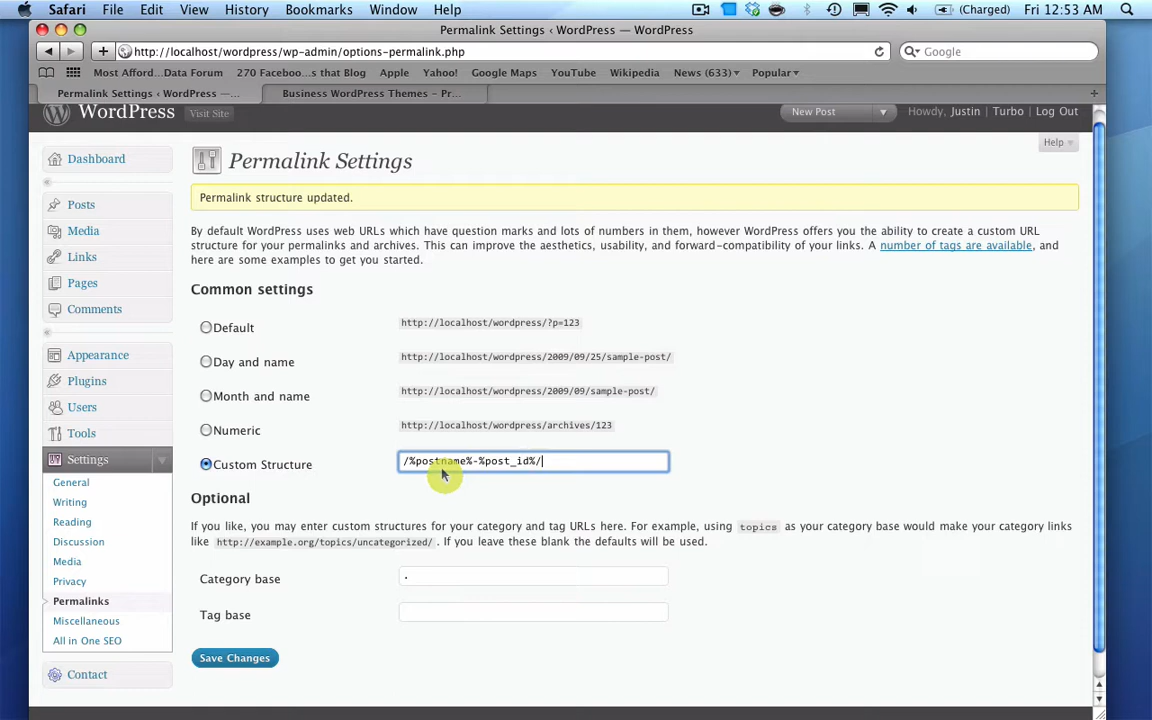 Safari File Edit View History Bookmarks Window Help (Charged) Fri 12:53 AM
Permalink Settings ‹ WordPress — WordPress
http://localhost/wordpress/wp-admin/options-permalink.php
Google
Most Afford...Data Forum 270 Faceboo...s that Blog Apple Yahoo! Google Maps YouTube Wikipedia News (633) Popular
Permalink Settings ‹ WordPress —... Business WordPress Themes – Pr...
WordPress Visit Site New Post Howdy, Justin | Turbo | Log Out
Help
Dashboard
Posts
Media
Links
Pages
Comments
Appearance
Plugins
Users
Tools
Settings
General
Writing
Reading
Discussion
Media
Privacy
Permalinks
Miscellaneous
All in One SEO
Contact
Permalink Settings
Permalink structure updated.
By default WordPress uses web URLs which have question marks and lots of numbers in them, however WordPress offers you the ability to create a custom URL
structure for your permalinks and archives. This can improve the aesthetics, usability, and forward-compatibility of your links. A number of tags are available, and
here are some examples to get you started.
Common settings
Default http://localhost/wordpress/?p=123
Day and name http://localhost/wordpress/2009/09/25/sample-post/
Month and name http://localhost/wordpress/2009/09/sample-post/
Numeric http://localhost/wordpress/archives/123
Custom Structure /%postname%-%post_id%/
Optional
If you like, you may enter custom structures for your category and tag URLs here. For example, using topics as your category base would make your category links
like http://example.org/topics/uncategorized/ . If you leave these blank the defaults will be used.
Category base .
Tag base
Save Changes